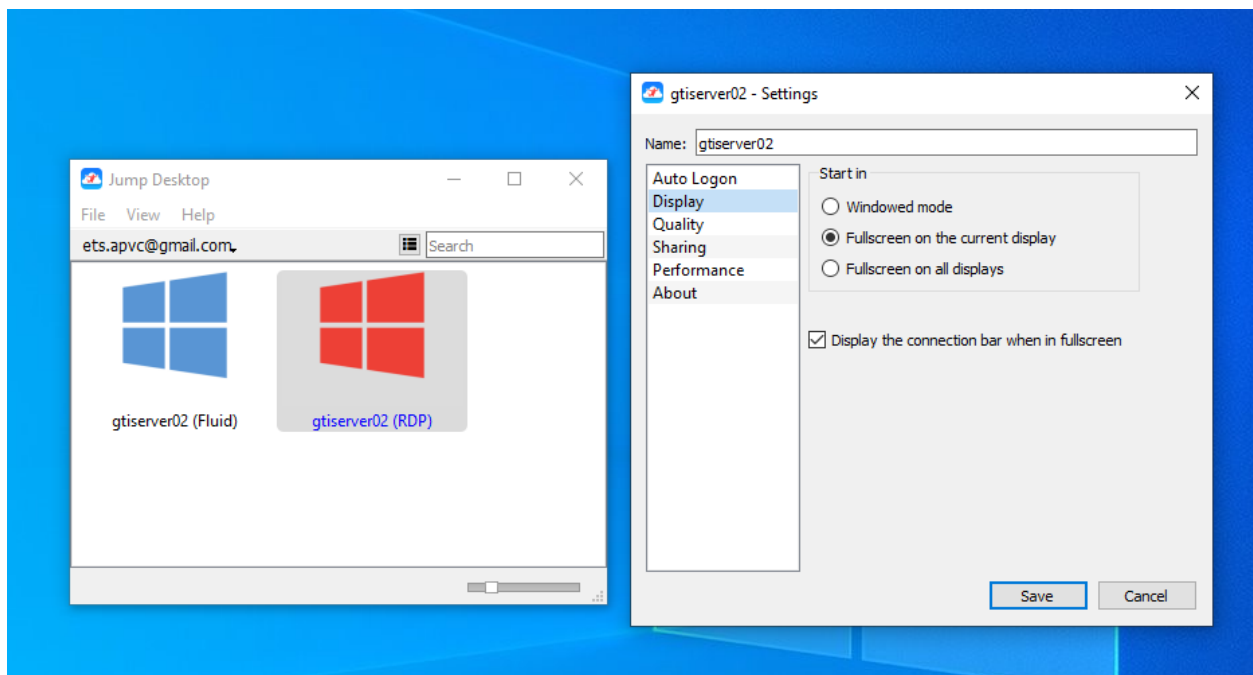 Jump Desktop
File View Help
ets.apvc@gmail.com
Search
gtiserver02 (Fluid)
gtiserver02 (RDP)
gtiserver02 - Settings
Name: gtiserver02
Auto Logon
Display
Quality
Sharing
Performance
About
Start in
Windowed mode
Fullscreen on the current display
Fullscreen on all displays
Display the connection bar when in fullscreen
Save
Cancel